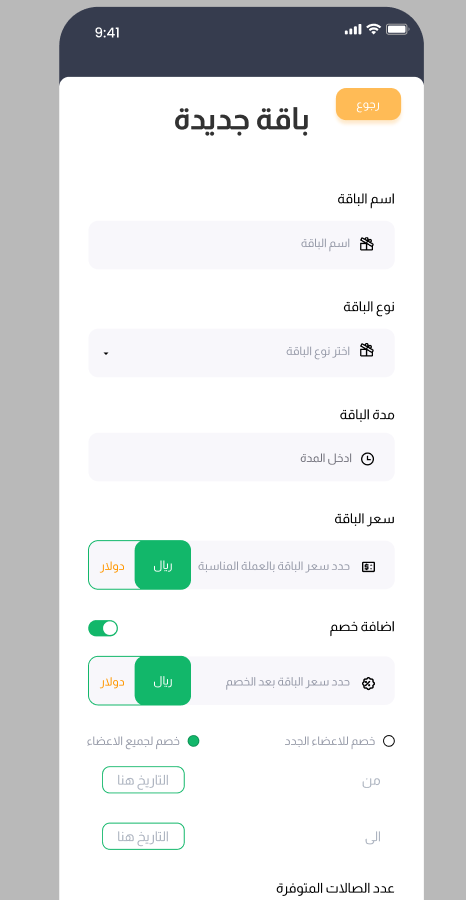 9:41
رجوع
باقة جديدة
اسم الباقة
اسم الباقة
نوع الباقة
اختر نوع الباقة
مدة الباقة
ادخل المدة
سعر الباقة
حدد سعر الباقة بالعملة المناسبة ريال دولار
اضافة خصم
حدد سعر الباقة بعد الخصم ريال دولار
خصم للاعضاء الجدد خصم لجميع الاعضاء
من التاريخ هنا
الى التاريخ هنا
عدد الصالات المتوفرة